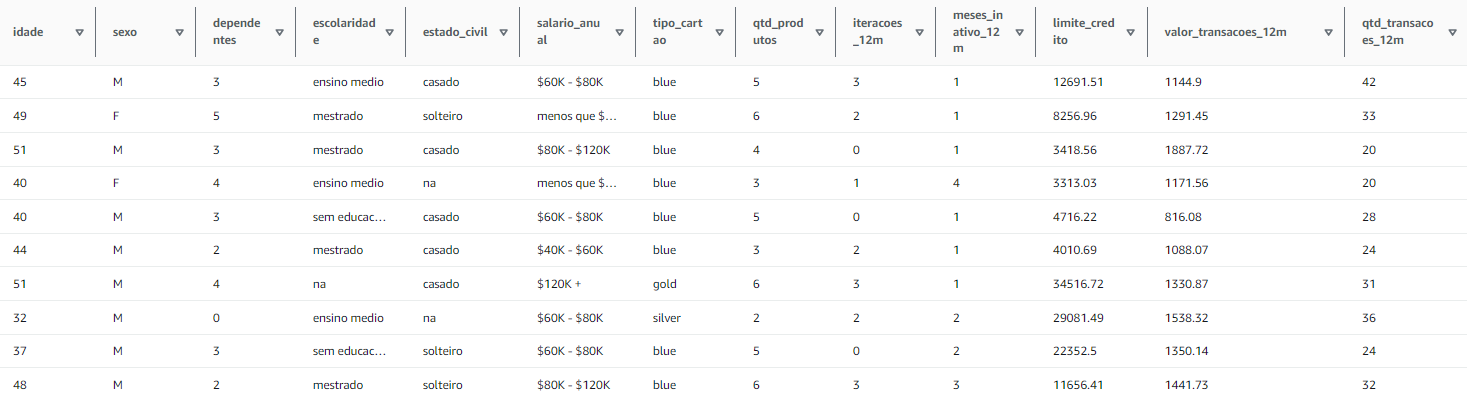 idade sexo dependentes escolaridade estado_civil salario_anual tipo_cartao qtd_produtos iteracoes_12m meses_inativo_12m limite_credito valor_transacoes_12m qtd_transacoes_12m
45 M 3 ensino medio casado $60K - $80K blue 5 3 1 12691.51 1144.9 42
49 F 5 mestrado solteiro menos que $... blue 6 2 1 8256.96 1291.45 33
51 M 3 mestrado casado $80K - $120K blue 4 0 1 3418.56 1887.72 20
40 F 4 ensino medio na menos que $... blue 3 1 4 3313.03 1171.56 20
40 M 3 sem educac... casado $60K - $80K blue 5 0 1 4716.22 816.08 28
44 M 2 mestrado casado $40K - $60K blue 3 2 1 4010.69 1088.07 24
51 M 4 na casado $120K + gold 6 3 1 34516.72 1330.87 31
32 M 0 ensino medio na $60K - $80K silver 2 2 2 29081.49 1538.32 36
37 M 3 sem educac... solteiro $60K - $80K blue 5 0 2 22352.5 1350.14 24
48 M 2 mestrado solteiro $80K - $120K blue 6 3 3 11656.41 1441.73 32